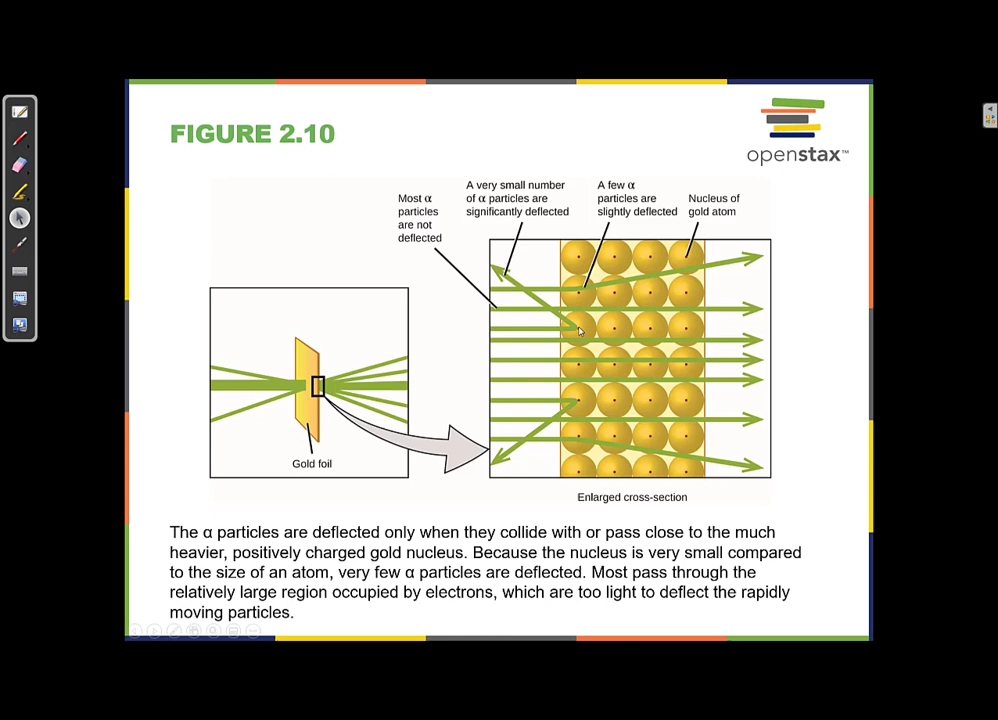 FIGURE 2.10
openstax™
Most α
particles
are not
deflected
A very small number
of α particles are
significantly deflected
A few α
particles are
slightly deflected
Nucleus of
gold atom
Gold foil
Enlarged cross-section
The α particles are deflected only when they collide with or pass close to the much
heavier, positively charged gold nucleus. Because the nucleus is very small compared
to the size of an atom, very few α particles are deflected. Most pass through the
relatively large region occupied by electrons, which are too light to deflect the rapidly
moving particles.